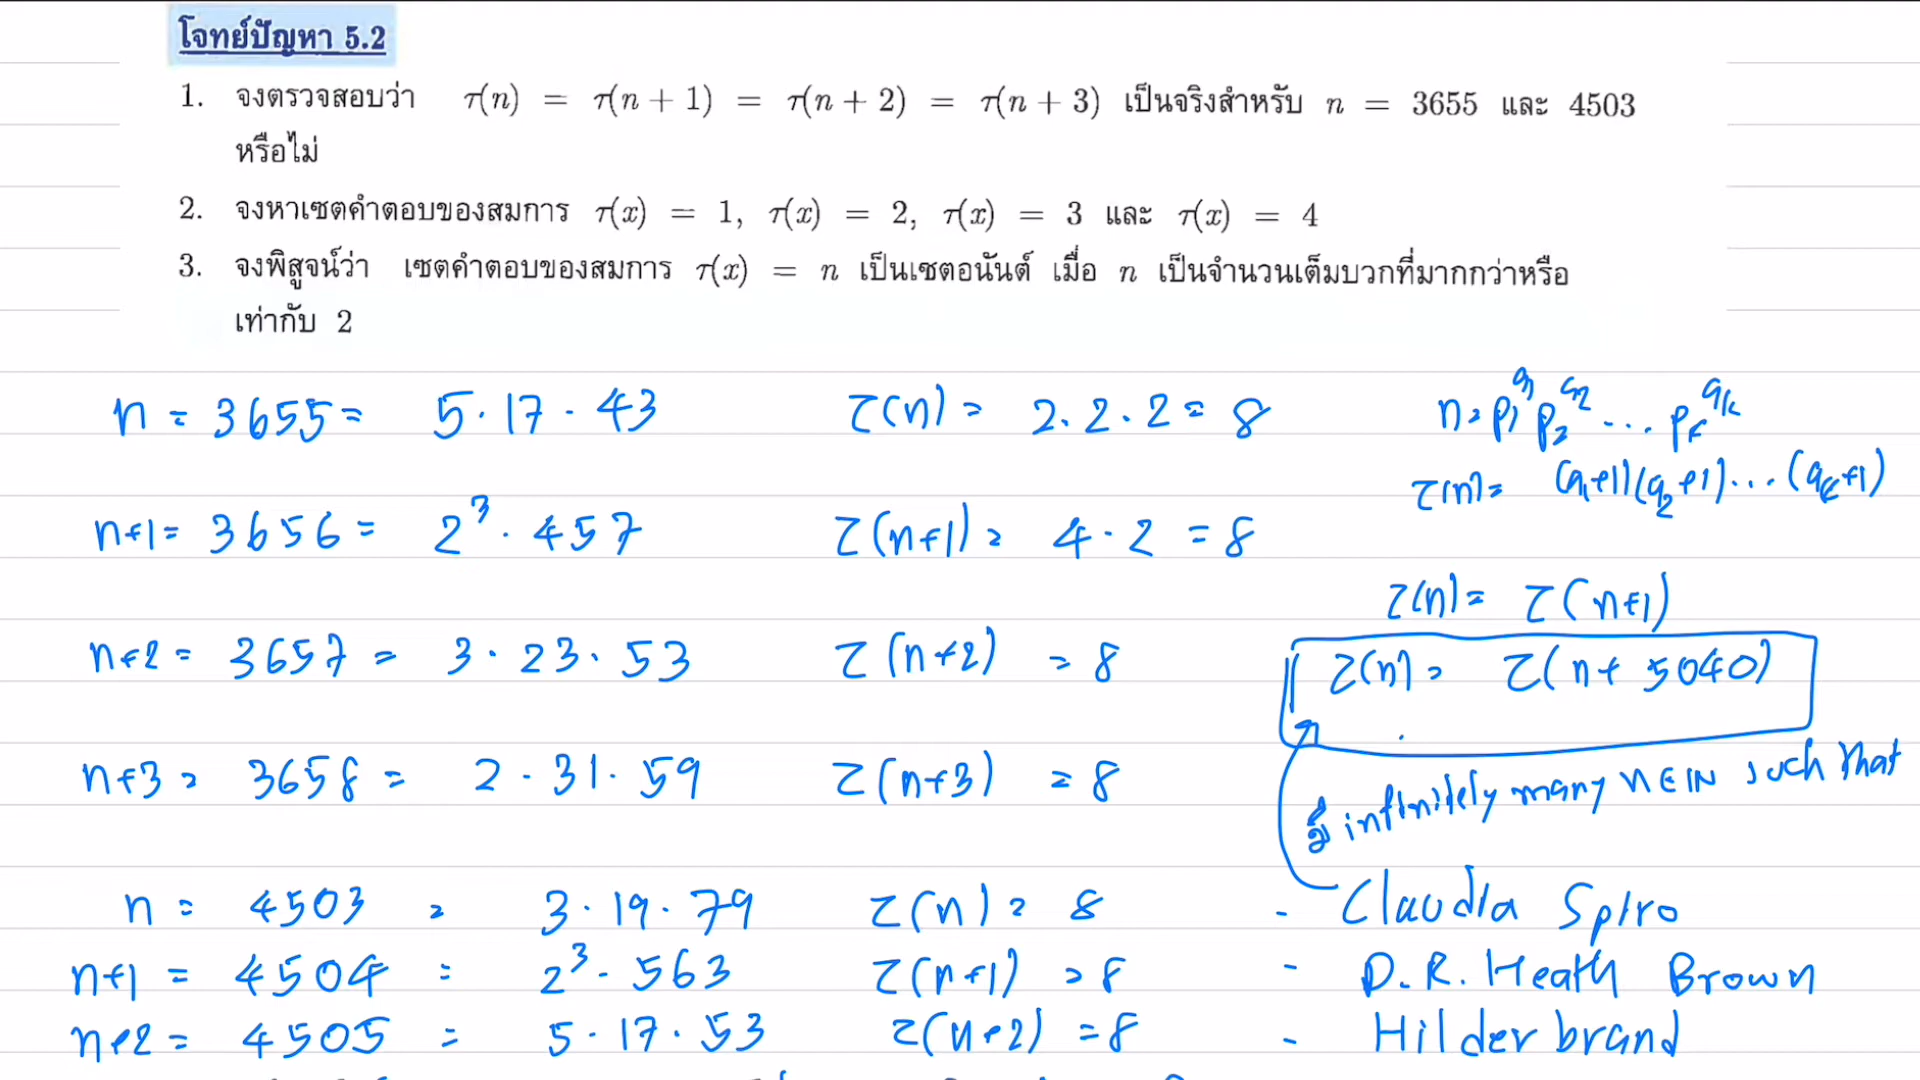 โจทย์ปัญหา 5.2
1. จงตรวจสอบว่า τ(n) = τ(n + 1) = τ(n + 2) = τ(n + 3) เป็นจริงสำหรับ n = 3655 และ 4503
หรือไม่
2. จงหาเซตคำตอบของสมการ τ(x) = 1, τ(x) = 2, τ(x) = 3 และ τ(x) = 4
3. จงพิสูจน์ว่า เซตคำตอบของสมการ τ(x) = n เป็นเซตอนันต์ เมื่อ n เป็นจำนวนเต็มบวกที่มากกว่าหรือ
เท่ากับ 2
n = 3655 = 5·17·43 τ(n) = 2·2·2 = 8
n+1 = 3656 = 2³·457 τ(n+1) = 4·2 = 8
n+2 = 3657 = 3·23·53 τ(n+2) = 8
n+3 = 3658 = 2·31·59 τ(n+3) = 8
n = 4503 = 3·19·79 τ(n) = 8
n+1 = 4504 = 2³·563 τ(n+1) = 8
n+2 = 4505 = 5·17·53 τ(n+2) = 8
n = p₁^a₁ p₂^a₂ ... pₖ^aₖ
τ(n) = (a₁+1)(a₂+1)...(aₖ+1)
τ(n) = τ(n+1)
τ(n) = τ(n+5040)
มี infinitely many n∈ℕ such that
- Claudia Spiro
- D.R. Heath Brown
- Hilderbrand